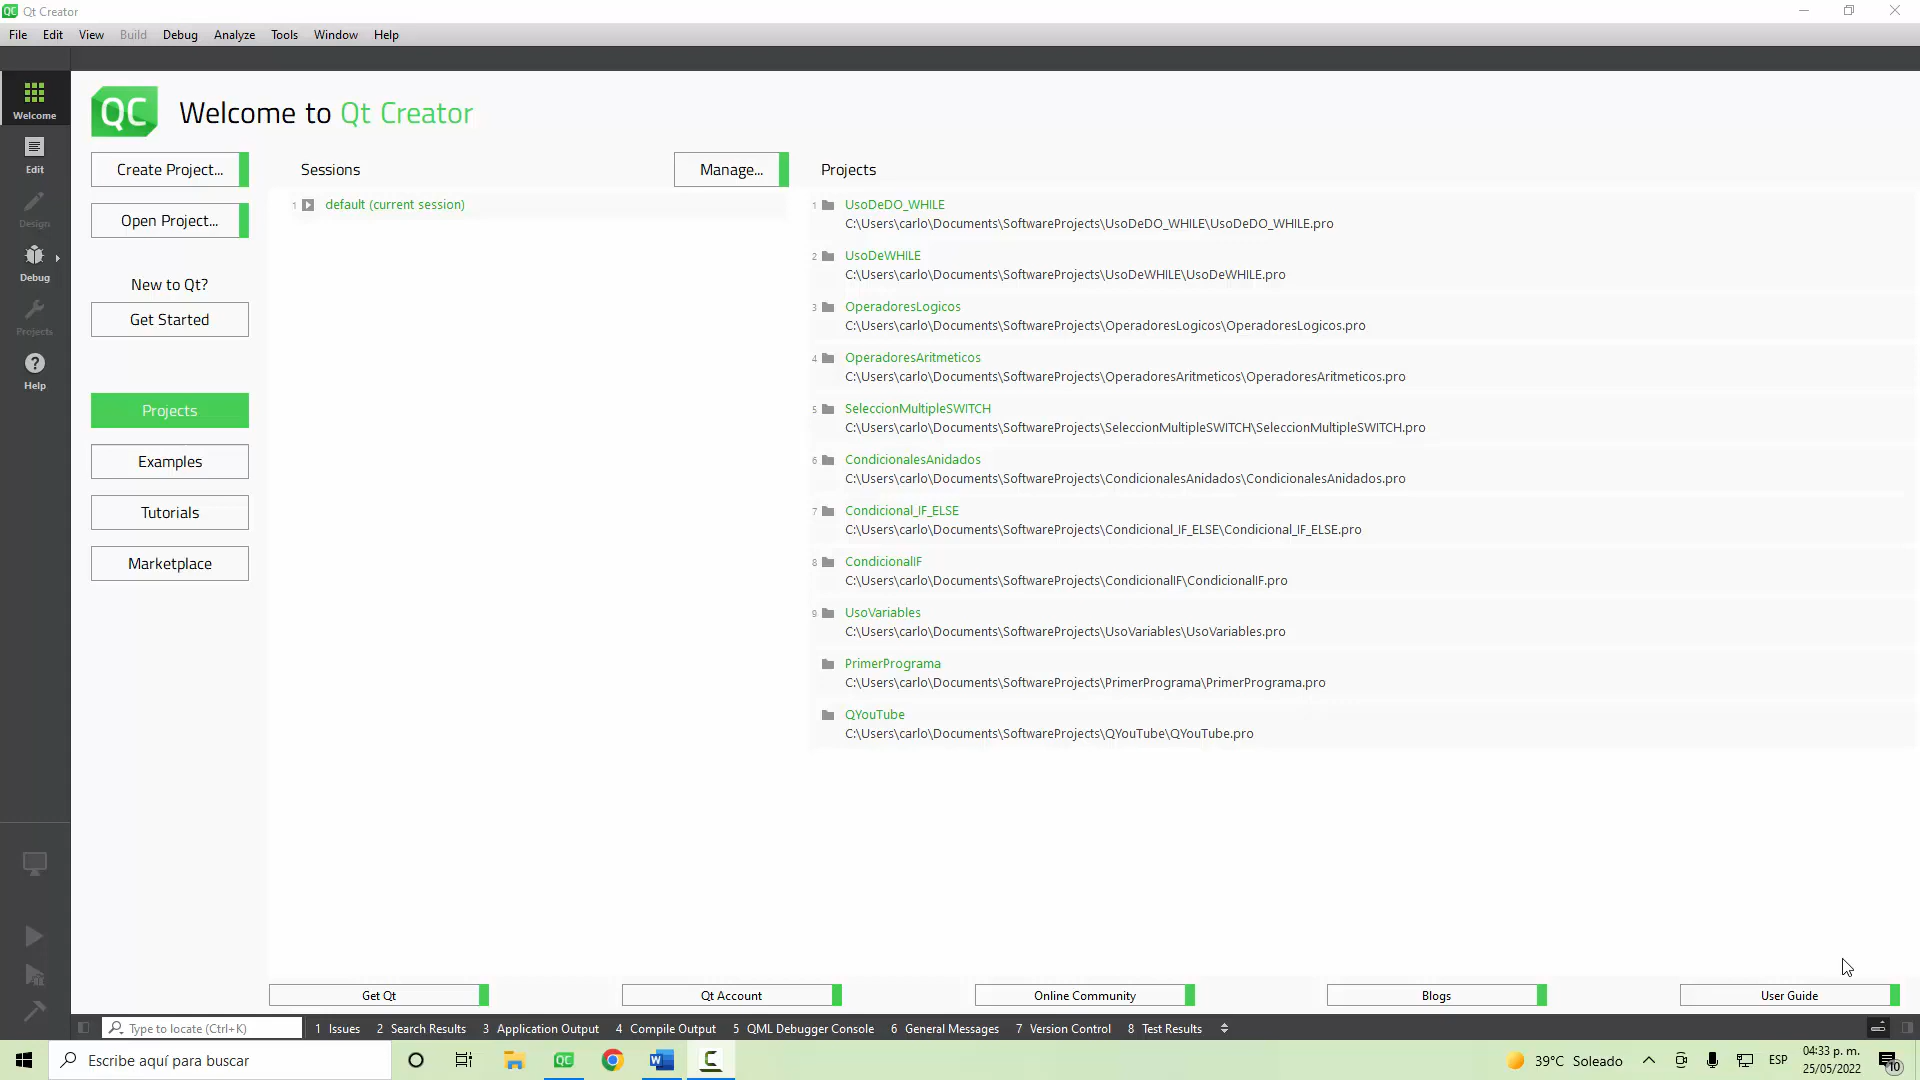 QC Qt Creator
File Edit View Build Debug Analyze Tools Window Help
Welcome
Edit
Design
Debug
Projects
Help
QC Welcome to Qt Creator
Create Project...
Open Project...
New to Qt?
Get Started
Projects
Examples
Tutorials
Marketplace
Sessions
Manage...
1 default (current session)
Projects
1 UsoDeDO_WHILE
C:\Users\carlo\Documents\SoftwareProjects\UsoDeDO_WHILE\UsoDeDO_WHILE.pro
2 UsoDeWHILE
C:\Users\carlo\Documents\SoftwareProjects\UsoDeWHILE\UsoDeWHILE.pro
3 OperadoresLogicos
C:\Users\carlo\Documents\SoftwareProjects\OperadoresLogicos\OperadoresLogicos.pro
4 OperadoresAritmeticos
C:\Users\carlo\Documents\SoftwareProjects\OperadoresAritmeticos\OperadoresAritmeticos.pro
5 SeleccionMultipleSWITCH
C:\Users\carlo\Documents\SoftwareProjects\SeleccionMultipleSWITCH\SeleccionMultipleSWITCH.pro
6 CondicionalesAnidados
C:\Users\carlo\Documents\SoftwareProjects\CondicionalesAnidados\CondicionalesAnidados.pro
7 Condicional_IF_ELSE
C:\Users\carlo\Documents\SoftwareProjects\Condicional_IF_ELSE\Condicional_IF_ELSE.pro
8 CondicionalIF
C:\Users\carlo\Documents\SoftwareProjects\CondicionalIF\CondicionalIF.pro
9 UsoVariables
C:\Users\carlo\Documents\SoftwareProjects\UsoVariables\UsoVariables.pro
PrimerPrograma
C:\Users\carlo\Documents\SoftwareProjects\PrimerPrograma\PrimerPrograma.pro
QYouTube
C:\Users\carlo\Documents\SoftwareProjects\QYouTube\QYouTube.pro
Get Qt Qt Account Online Community Blogs User Guide
Type to locate (Ctrl+K) 1 Issues 2 Search Results 3 Application Output 4 Compile Output 5 QML Debugger Console 6 General Messages 7 Version Control 8 Test Results
Escribe aquí para buscar QC 39°C Soleado ESP 04:33 p. m.
25/05/2022 10